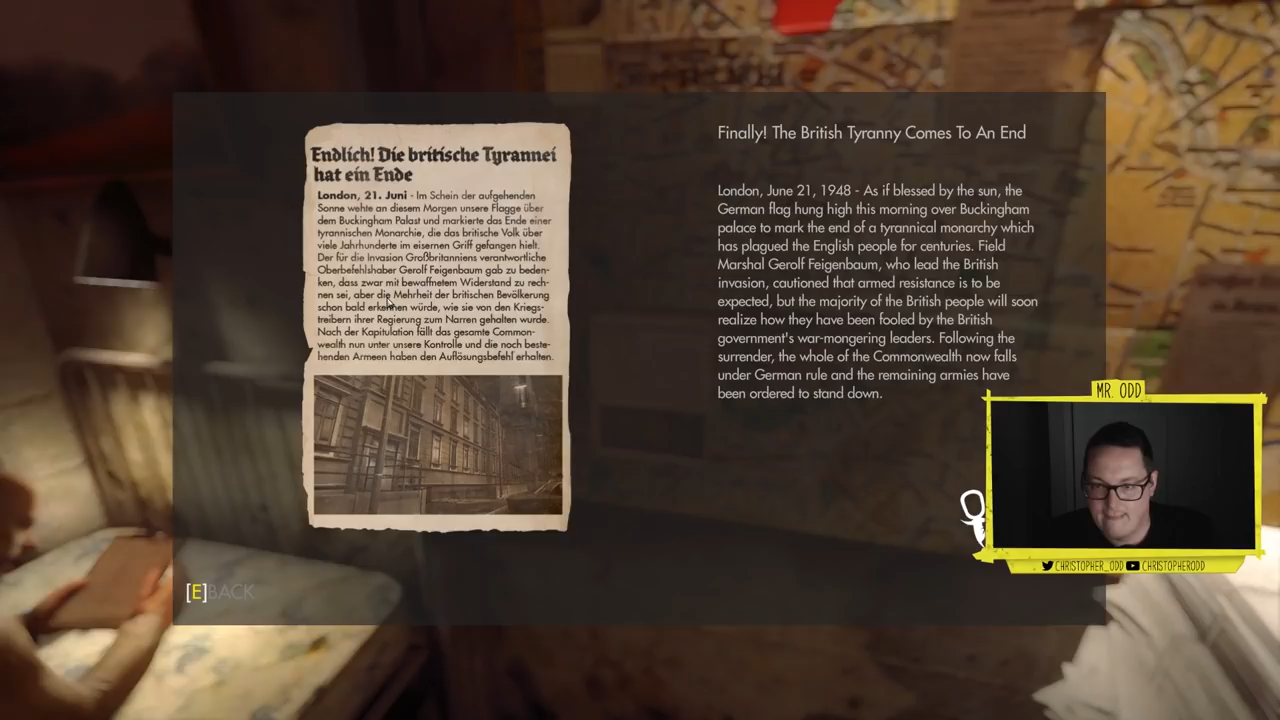 Endlich! Die britische Tyrannei
hat ein Ende
London, 21. Juni - Im Schein der aufgehenden
Sonne wehte an diesem Morgen unsere Flagge über
dem Buckingham Palast und markierte das Ende einer
tyrannischen Monarchie, die das britische Volk über
viele Jahrhunderte im eisernen Griff gefangen hielt.
Der für die Invasion Großbritanniens verantwortliche
Oberbefehlshaber Gerolf Feigenbaum gab zu beden-
ken, dass zwar mit bewaffnetem Widerstand zu rech-
nen sei, aber die Mehrheit der britischen Bevölkerung
schon bald erkennen würde, wie sie von den Kriegs-
treibern ihrer Regierung zum Narren gehalten wurde.
Nach der Kapitulation fällt das gesamte Common-
wealth nun unter unsere Kontrolle und die noch beste-
henden Armeen haben den Auflösungsbefehl erhalten.
Finally! The British Tyranny Comes To An End
London, June 21, 1948 - As if blessed by the sun, the
German flag hung high this morning over Buckingham
palace to mark the end of a tyrannical monarchy which
has plagued the English people for centuries. Field
Marshal Gerolf Feigenbaum, who lead the British
invasion, cautioned that armed resistance is to be
expected, but the majority of the British people will soon
realize how they have been fooled by the British
government's war-mongering leaders. Following the
surrender, the whole of the Commonwealth now falls
under German rule and the remaining armies have
been ordered to stand down.
MR. ODD
CHRISTOPHER_ODD CHRISTOPHERODD
[E]BACK